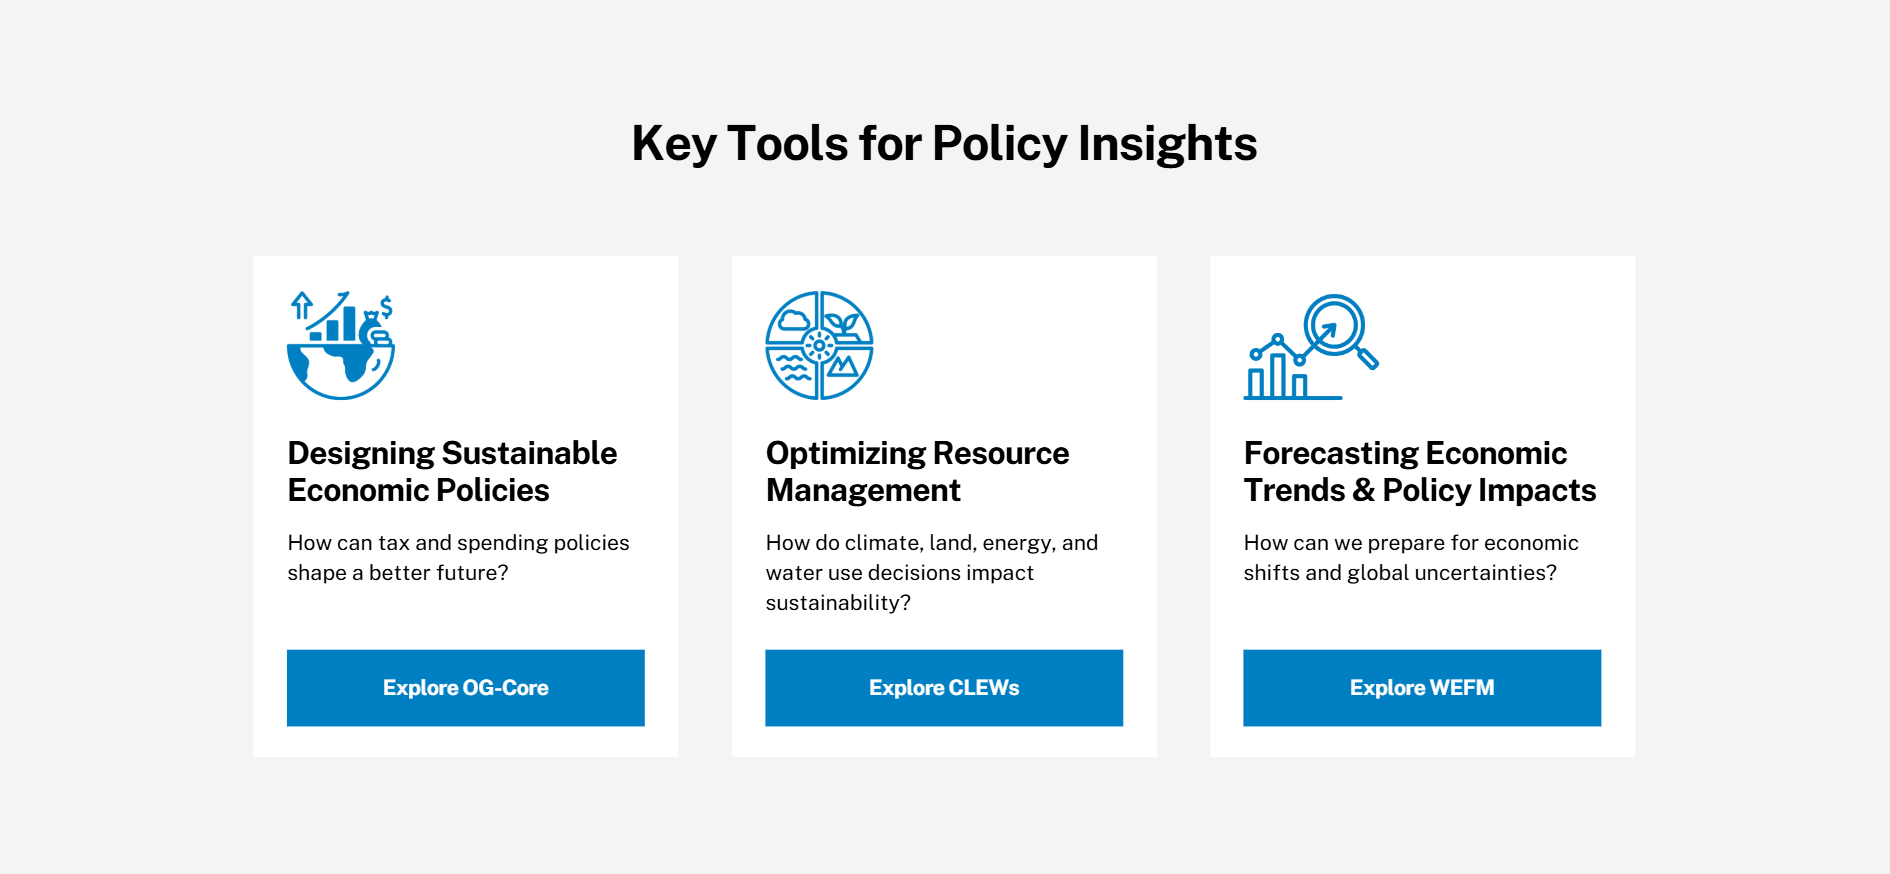 Key Tools for Policy Insights
$
Designing Sustainable
Economic Policies
How can tax and spending policies
shape a better future?
Explore OG-Core
Optimizing Resource
Management
How do climate, land, energy, and
water use decisions impact
sustainability?
Explore CLEWs
Forecasting Economic
Trends & Policy Impacts
How can we prepare for economic
shifts and global uncertainties?
Explore WEFM